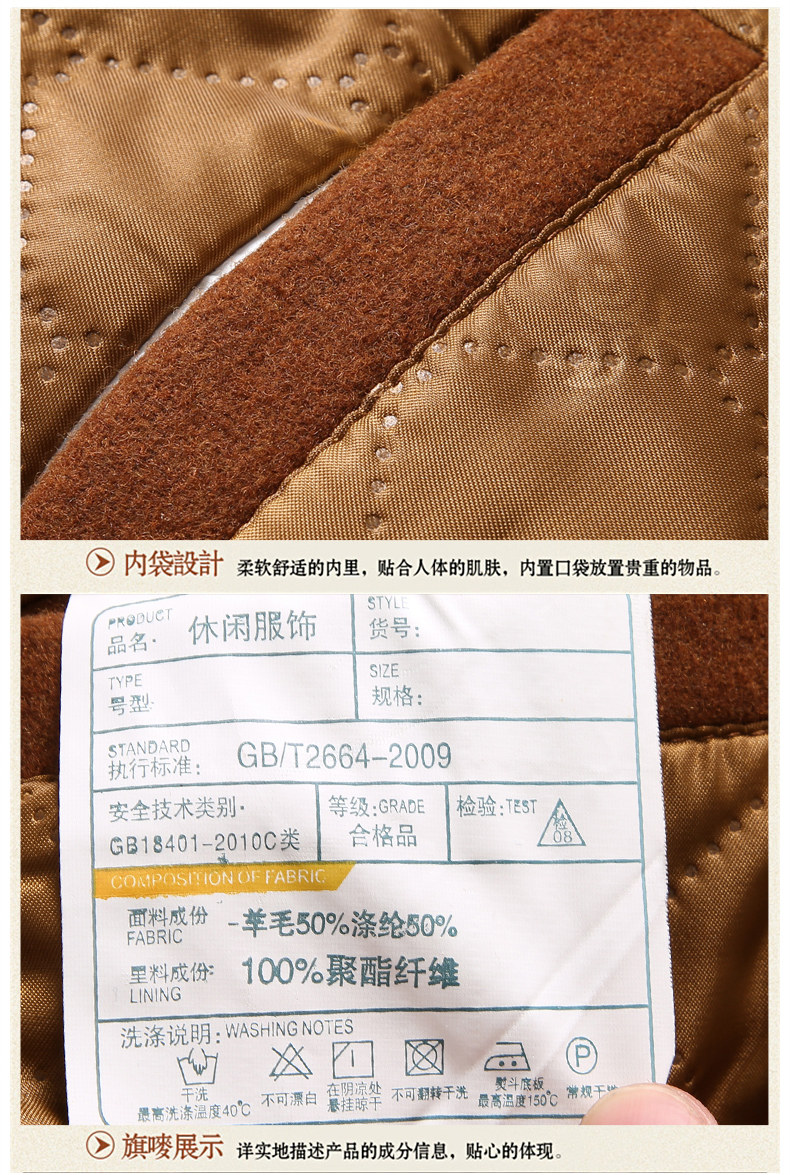 内袋設計 柔软舒适的内里，贴合人体的肌肤，内置口袋放置贵重的物品。
PRODUCT
品名· 休闲服饰
STYLE
货号：
TYPE
号型·
SIZE
规格：
STANDARD
执行标准： GB/T2664-2009
安全技术类别·
GB18401-2010C类
等级:GRADE
合格品
检验:TEST
检
08
COMPOSITION OF FABRIC
面料成份 -羊毛50%涤纶50%
FABRIC
里料成份: 100%聚酯纤维
LINING
洗涤说明: WASHING NOTES
干洗
最高洗涤温度40℃
不可漂白
在阴凉处
悬挂晾干
不可翻转干洗
熨斗底板
最高温度150℃
P
常规干洗
旗唛展示 详实地描述产品的成分信息，贴心的体现。